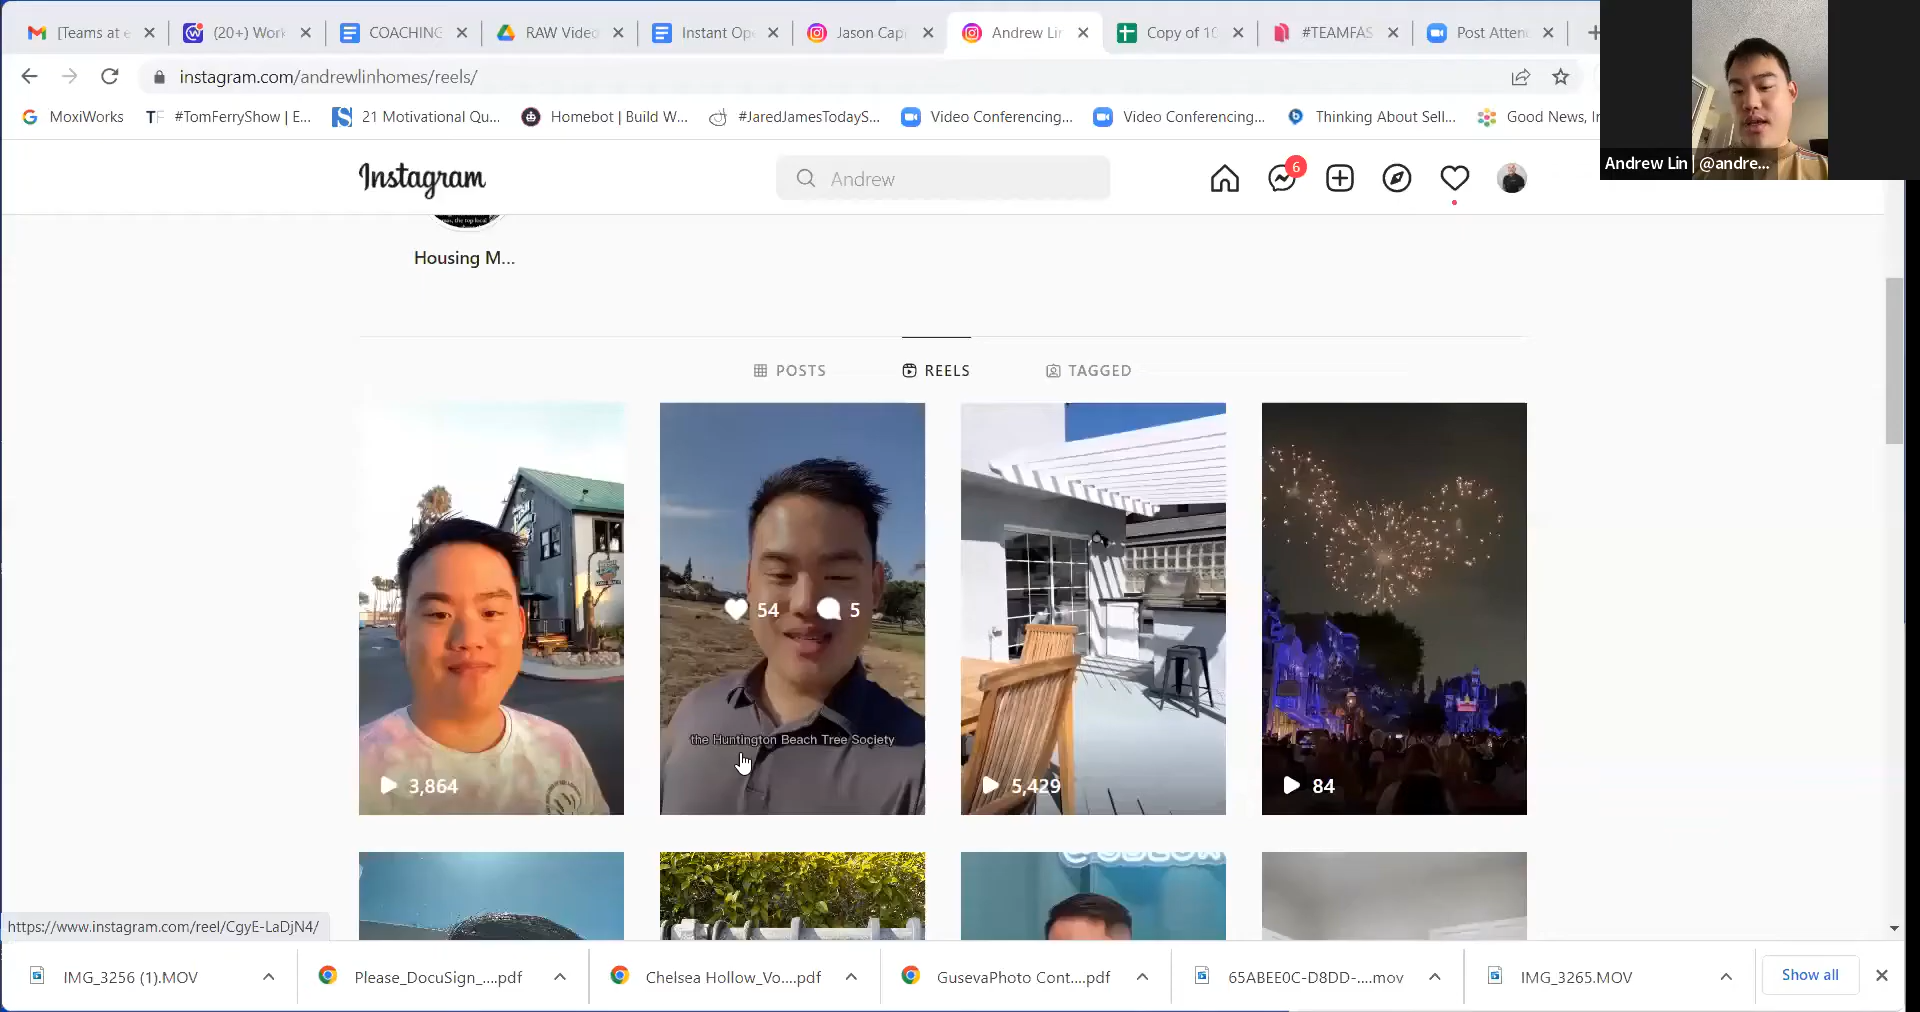 [Teams at e
(20+) Work
COACHING
RAW Video
Instant Op
Jason Cap
Andrew Lin
Copy of 10
#TEAMFAS
Post Atten
instagram.com/andrewlinhomes/reels/
MoxiWorks
#TomFerryShow | E...
21 Motivational Qu...
Homebot | Build W...
#JaredJamesTodayS...
Video Conferencing...
Video Conferencing...
Thinking About Sell...
Good News, In
Andrew Lin | @andre...
Instagram
Andrew
6
Housing M...
POSTS
REELS
TAGGED
54
5
the Huntington Beach Tree Society
3,864
5,429
84
https://www.instagram.com/reel/CgyE-LaDjN4/
IMG_3256 (1).MOV
Please_DocuSign_....pdf
Chelsea Hollow_Vo....pdf
GusevaPhoto Cont....pdf
65ABEE0C-D8DD-....mov
IMG_3265.MOV
Show all